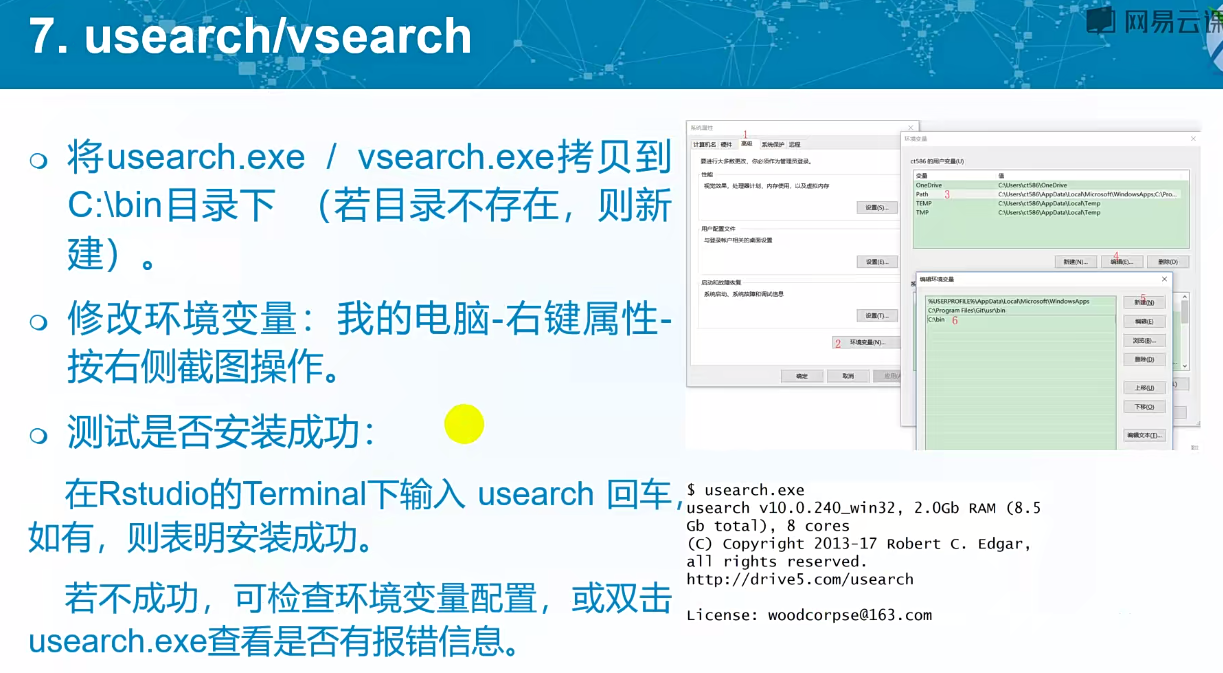 7. usearch/vsearch
网易云课
将usearch.exe / vsearch.exe拷贝到
C:\bin目录下 （若目录不存在，则新
建）。
修改环境变量：我的电脑-右键属性-
按右侧截图操作。
测试是否安装成功：
在Rstudio的Terminal下输入 usearch 回车，
如有，则表明安装成功。
若不成功，可检查环境变量配置，或双击
usearch.exe查看是否有报错信息。
系统属性
1
计算机名 硬件 高级 系统保护 远程
要进行大多数更改，你必须作为管理员登录。
性能
视觉效果，处理器计划，内存使用，以及虚拟内存
设置(S)...
用户配置文件
与登录帐户相关的桌面设置
设置(E)...
启动和故障恢复
系统启动、系统故障和调试信息
设置(T)...
2 环境变量(N)...
确定 取消
环境变量
ct586 的用户变量(U)
变量 值
OneDrive C:\Users\ct586\OneDrive
Path 3 C:\Users\ct586\AppData\Local\Microsoft\WindowsApps;C:\Pro...
TEMP C:\Users\ct586\AppData\Local\Temp
TMP C:\Users\ct586\AppData\Local\Temp
4
新建(N)... 编辑(E)... 删除(D)
编辑环境变量
%USERPROFILE%\AppData\Local\Microsoft\WindowsApps
C:\Program Files\Git\usr\bin
C:\bin 6
5
新建(N)
编辑(E)
浏览(B)...
删除(D)
上移(U)
下移(O)
编辑文本(T)...
$ usearch.exe
usearch v10.0.240_win32, 2.0Gb RAM (8.5
Gb total), 8 cores
(C) Copyright 2013-17 Robert C. Edgar,
all rights reserved.
http://drive5.com/usearch
License: woodcorpse@163.com